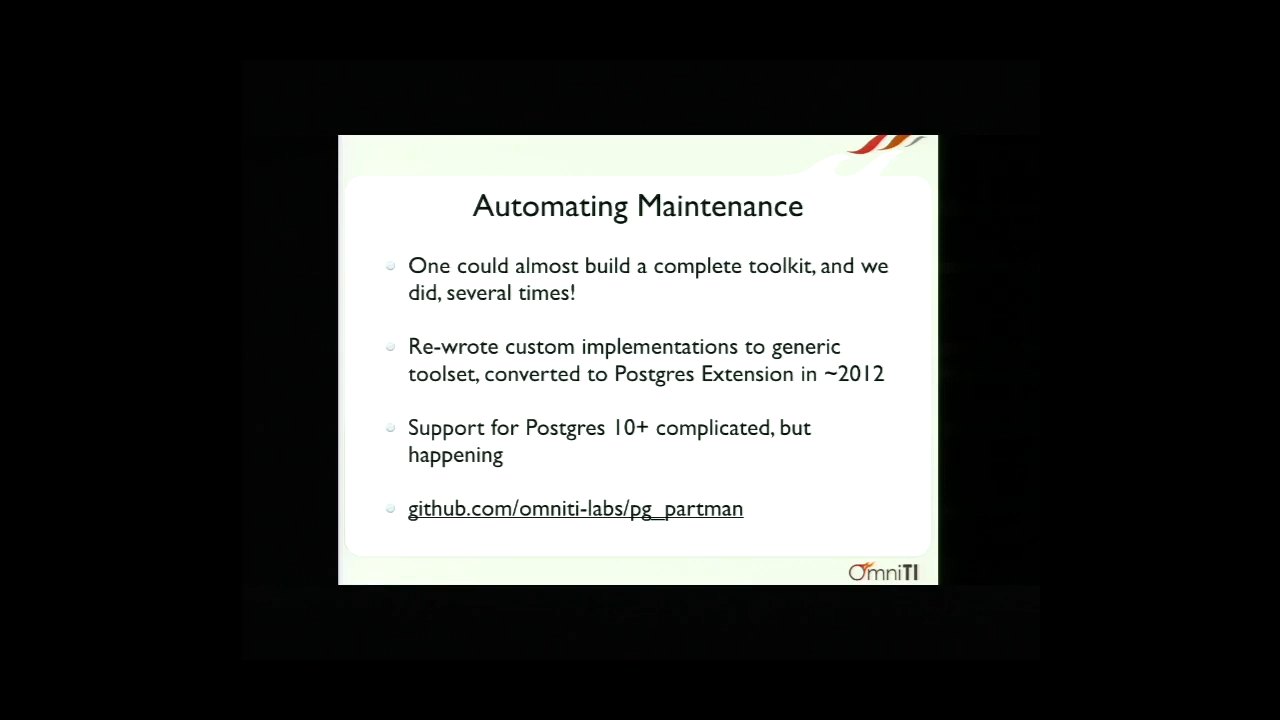 Automating Maintenance
One could almost build a complete toolkit, and we
did, several times!
Re-wrote custom implementations to generic
toolset, converted to Postgres Extension in ~2012
Support for Postgres 10+ complicated, but
happening
github.com/omniti-labs/pg_partman
OmniTI